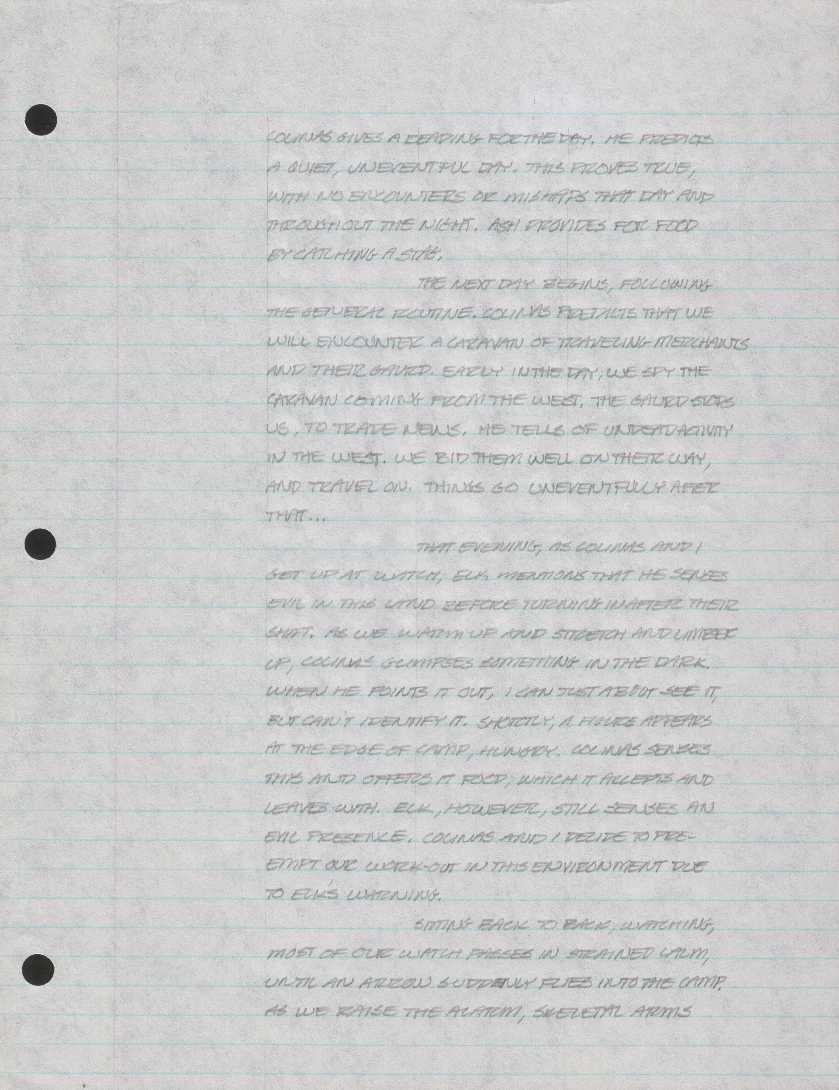 COLINAS GIVES A READING FOR THE DAY. HE PREDICTS
A QUIET, UNEVENTFUL DAY. THIS PROVES TRUE,
WITH NO ENCOUNTERS OR MISHAPS THAT DAY AND
THROUGHOUT THE NIGHT. ASH PROVIDES FOR FOOD
BY CATCHING A STAG.
THE NEXT DAY BEGINS, FOLLOWING
THE GENERAL ROUTINE. COLINAS PREDICTS THAT WE
WILL ENCOUNTER A CARAVAN OF TRAVELING MERCHANTS
AND THEIR GAURD. EARLY IN THE DAY, WE SPY THE
CARAVAN COMING FROM THE WEST. THE GAURD STOPS
US, TO TRADE NEWS. HE TELLS OF UNDEAD ACTIVITY
IN THE WEST. WE BID THEM WELL ON THEIR WAY,
AND TRAVEL ON. THINGS GO UNEVENTFULLY AFTER
THAT...
THAT EVENING, AS COLINAS AND I
GET UP AT WATCH, ELK MENTIONS THAT HE SENSES
EVIL IN THIS LAND BEFORE TURNING IN AFTER THEIR
SHIFT. AS WE WARM UP AND STRETCH AND LIMBER
UP, COLINAS GLIMPSES SOMETHING IN THE DARK.
WHEN HE POINTS IT OUT, I CAN JUST ABOUT SEE IT,
BUT CAN'T IDENTIFY IT. SHORTLY, A FIGURE APPEARS
AT THE EDGE OF CAMP, HUNGRY. COLINAS SENSES
THIS AND OFFERS IT FOOD, WHICH IT ACCEPTS AND
LEAVES WITH. ELK, HOWEVER, STILL SENSES AN
EVIL PRESENCE. COLINAS AND I DECIDE TO PRE-
EMPT OUR WORK-OUT IN THIS ENVIRONMENT DUE
TO ELK'S WARNING.
SITTING BACK TO BACK, WATCHING,
MOST OF OUR WATCH PASSES IN STRAINED CALM,
UNTIL AN ARROW SUDDENLY FLIES INTO THE CAMP.
AS WE RAISE THE ALARM, SKELETAL ARMS